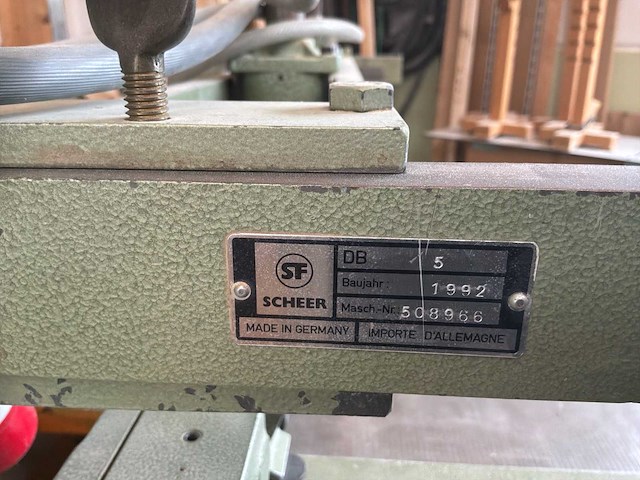 SF
SCHEER
DB 5
Baujahr: 1992
Masch-Nr. 508966
MADE IN GERMANY
IMPORTE D'ALLEMAGNE